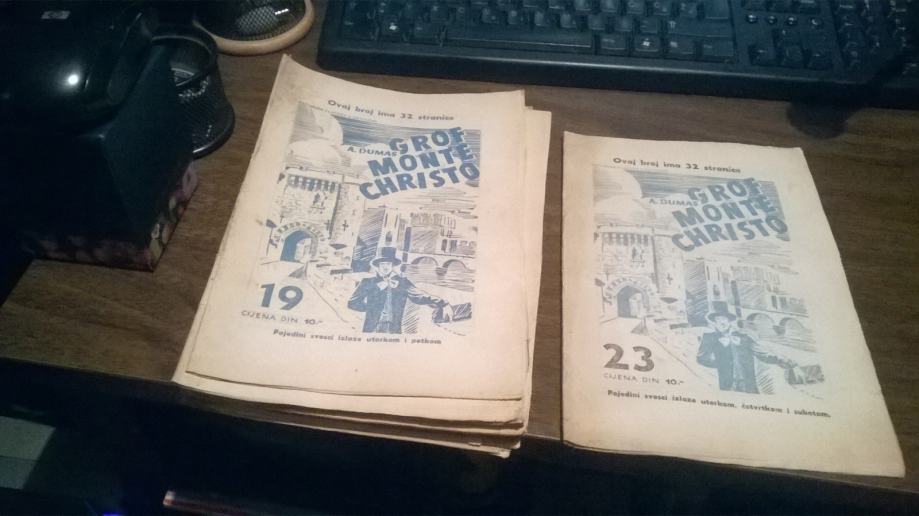 Ovaj broj ima 32 stranice
A. DUMAS
GROF
MONTE
CHRISTO
19
CIJENA DIN 10.-
Pojedini svesci izlaze utorkom i petkom
Ovaj broj ima 32 stranice
A. DUMAS
GROF
MONTE
CHRISTO
23
CIJENA DIN 10.-
Pojedini svesci izlaze utorkom, četvrtkom i subotom.
hp